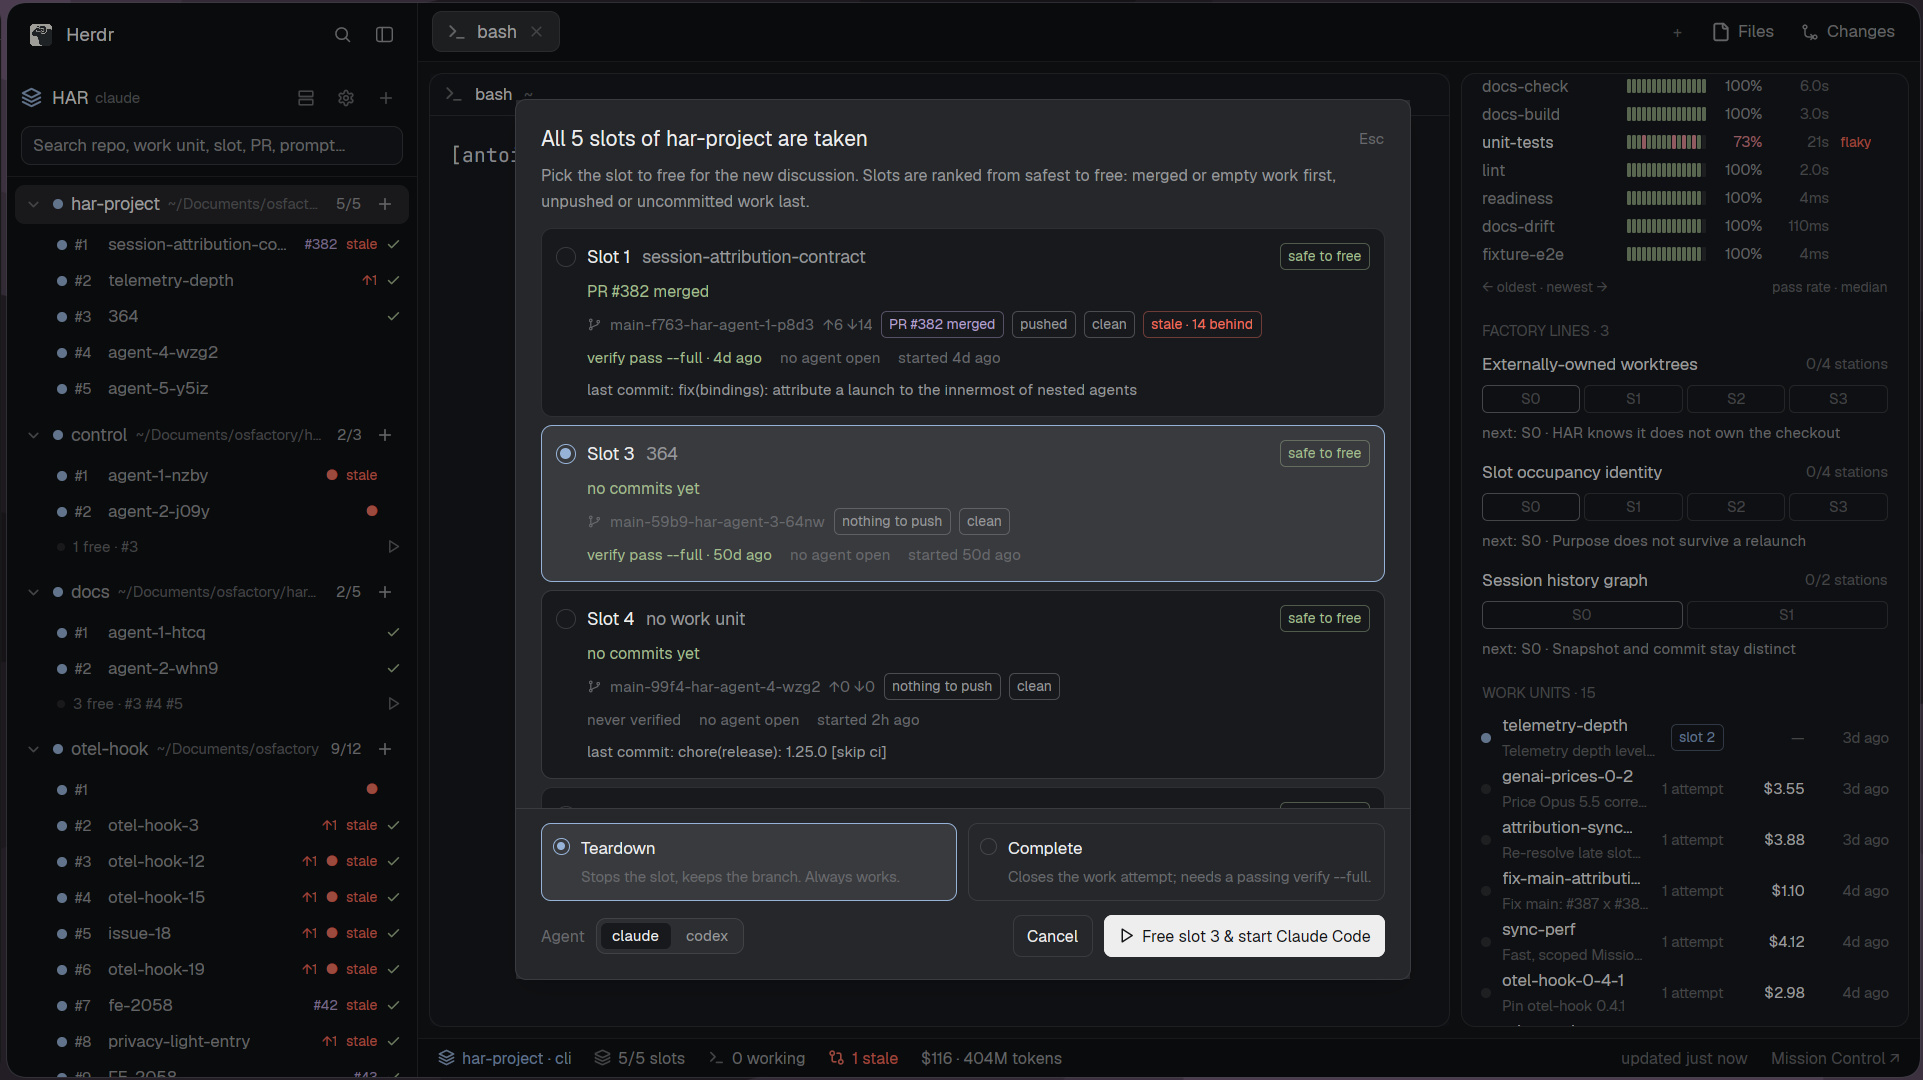 Herdr
HAR claude
Search repo, work unit, slot, PR, prompt...
har-project ~/Documents/osfact... 5/5 +
#1 session-attribution-co... #382 stale ✓
#2 telemetry-depth ↑1 ✓
#3 364 ✓
#4 agent-4-wzg2
#5 agent-5-y5iz
control ~/Documents/osfactory/h... 2/3 +
#1 agent-1-nzby stale
#2 agent-2-j09y
1 free · #3
docs ~/Documents/osfactory/har... 2/5 +
#1 agent-1-htcq ✓
#2 agent-2-whn9 ✓
3 free · #3 #4 #5
otel-hook ~/Documents/osfactory 9/12 +
#1
#2 otel-hook-3 ↑1 stale ✓
#3 otel-hook-12 ↑1 stale ✓
#4 otel-hook-15 ↑1 stale ✓
#5 issue-18 ↑1 stale ✓
#6 otel-hook-19 ↑1 stale ✓
#7 fe-2058 #42 stale ✓
#8 privacy-light-entry ↑1 stale ✓
#9 FE-2058 #43
bash ×
+ Files Changes
bash ~
[antoi
All 5 slots of har-project are taken
Esc
Pick the slot to free for the new discussion. Slots are ranked from safest to free: merged or empty work first,
unpushed or uncommitted work last.
Slot 1 session-attribution-contract safe to free
PR #382 merged
main-f763-har-agent-1-p8d3 ↑6 ↓14 PR #382 merged pushed clean stale · 14 behind
verify pass --full · 4d ago no agent open started 4d ago
last commit: fix(bindings): attribute a launch to the innermost of nested agents
Slot 3 364 safe to free
no commits yet
main-59b9-har-agent-3-64nw nothing to push clean
verify pass --full · 50d ago no agent open started 50d ago
Slot 4 no work unit safe to free
no commits yet
main-99f4-har-agent-4-wzg2 ↑0 ↓0 nothing to push clean
never verified no agent open started 2h ago
last commit: chore(release): 1.25.0 [skip ci]
Teardown
Stops the slot, keeps the branch. Always works.
Complete
Closes the work attempt; needs a passing verify --full.
Agent claude codex
Cancel
Free slot 3 & start Claude Code
docs-check 100% 6.0s
docs-build 100% 3.0s
unit-tests 73% 21s flaky
lint 100% 2.0s
readiness 100% 4ms
docs-drift 100% 110ms
fixture-e2e 100% 4ms
← oldest · newest → pass rate · median
FACTORY LINES · 3
Externally-owned worktrees 0/4 stations
S0 S1 S2 S3
next: S0 · HAR knows it does not own the checkout
Slot occupancy identity 0/4 stations
S0 S1 S2 S3
next: S0 · Purpose does not survive a relaunch
Session history graph 0/2 stations
S0 S1
next: S0 · Snapshot and commit stay distinct
WORK UNITS · 15
telemetry-depth slot 2 — 3d ago
Telemetry depth level...
genai-prices-0-2 1 attempt $3.55 3d ago
Price Opus 5.5 corre...
attribution-sync... 1 attempt $3.88 3d ago
Re-resolve late slot...
fix-main-attributi... 1 attempt $1.10 4d ago
Fix main: #387 x #38...
sync-perf 1 attempt $4.12 4d ago
Fast, scoped Missio...
otel-hook-0-4-1 1 attempt $2.98 4d ago
Pin otel-hook 0.4.1
har-project · cli 5/5 slots 0 working 1 stale $116 · 404M tokens
updated just now Mission Control ↗